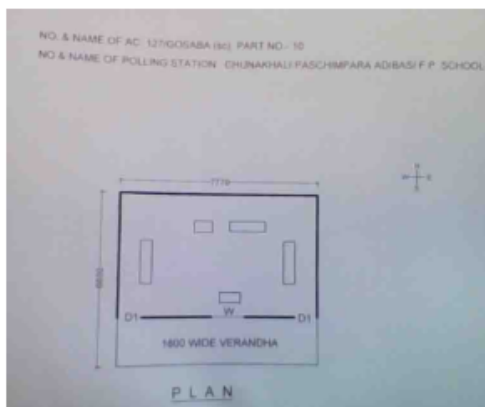 NO. & NAME OF AC. 127/GOSABA (sc) PART NO.- 10
NO & NAME OF POLLING STATION CHUNAKHALI PASCHIMPARA ADIBASI F.P. SCHOOL
D1
W
D1
1800 WIDE VERANDHA
PLAN